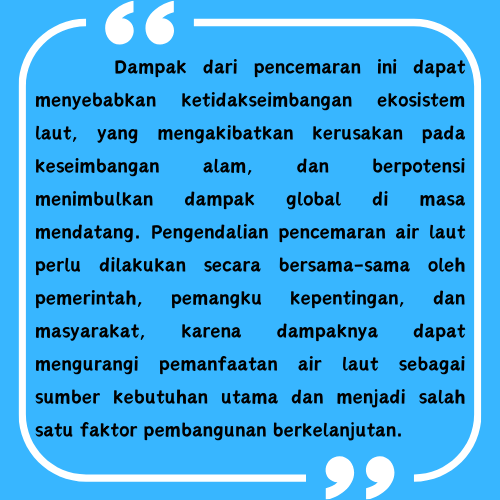 Dampak dari pencemaran ini dapat
menyebabkan ketidakseimbangan ekosistem
laut, yang mengakibatkan kerusakan pada
keseimbangan alam, dan berpotensi
menimbulkan dampak global di masa
mendatang. Pengendalian pencemaran air laut
perlu dilakukan secara bersama-sama oleh
pemerintah, pemangku kepentingan, dan
masyarakat, karena dampaknya dapat
mengurangi pemanfaatan air laut sebagai
sumber kebutuhan utama dan menjadi salah
satu faktor pembangunan berkelanjutan.